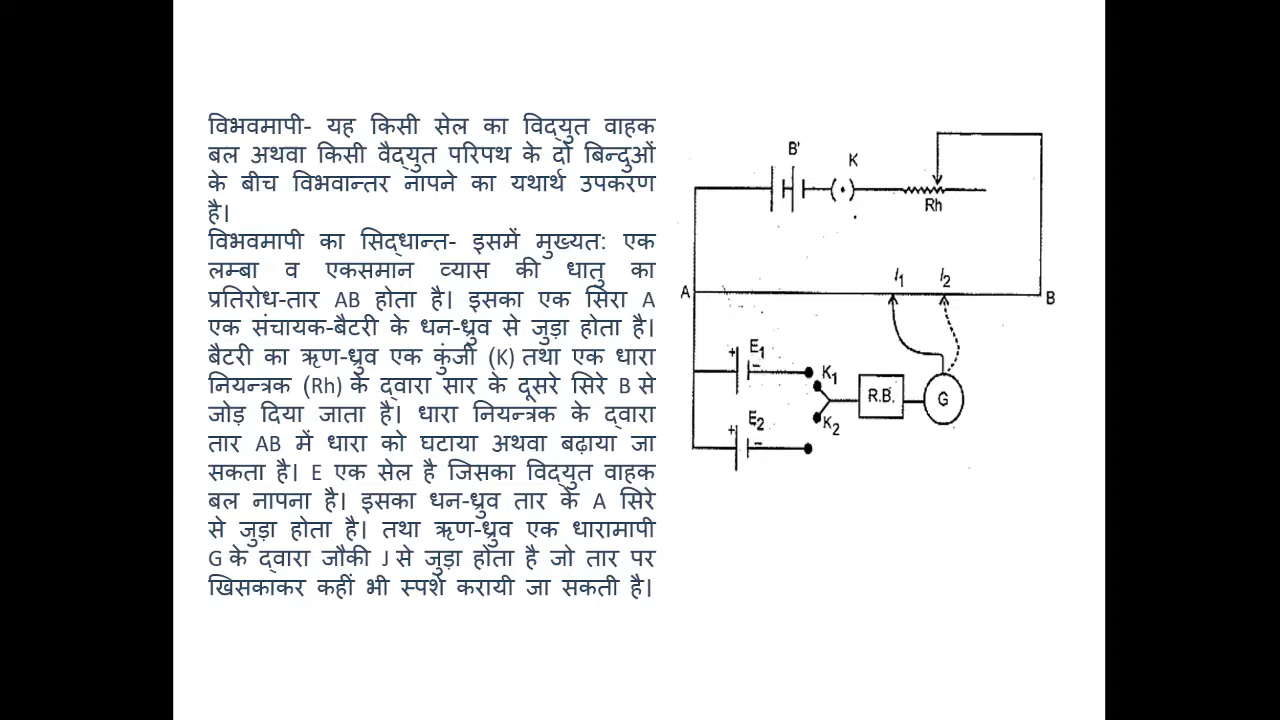 विभवमापी- यह किसी सेल का विद्युत वाहक
बल अथवा किसी वैद्युत परिपथ के दो बिन्दुओं
के बीच विभवान्तर नापने का यथार्थ उपकरण
है।
विभवमापी का सिद्धान्त- इसमें मुख्यत: एक
लम्बा व एकसमान व्यास की धातु का
प्रतिरोध-तार AB होता है। इसका एक सिरा A
एक संचायक-बैटरी के धन-ध्रुव से जुड़ा होता है।
बैटरी का ऋण-ध्रुव एक कुंजी (K) तथा एक धारा
नियन्त्रक (Rh) के द्वारा सार के दूसरे सिरे B से
जोड़ दिया जाता है। धारा नियन्त्रक के द्वारा
तार AB में धारा को घटाया अथवा बढ़ाया जा
सकता है। E एक सेल है जिसका विद्युत वाहक
बल नापना है। इसका धन-ध्रुव तार के A सिरे
से जुड़ा होता है। तथा ऋण-ध्रुव एक धारामापी
G के द्वारा जौकी J से जुड़ा होता है जो तार पर
खिसकाकर कहीं भी स्पर्श करायी जा सकती है।
B'
K
Rh
A
l₁
l₂
B
+
E₁
−
K₁
R.B.
G
+
E₂
−
K₂